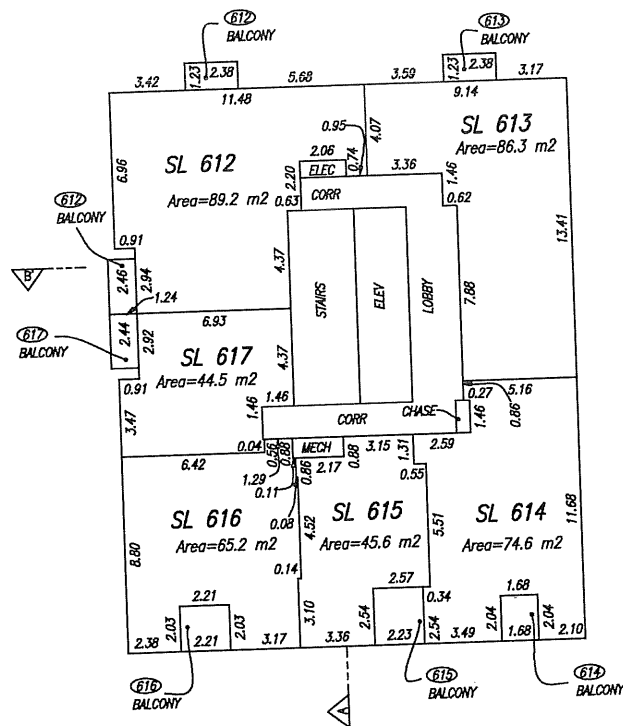 612
BALCONY
613
BALCONY
3.42
1.23
2.38
5.68
3.59
1.23
2.38
3.17
11.48
9.14
0.95
4.07
6.96
SL 612
Area=89.2 m2
2.06
0.74
ELEC
2.20
3.36
1.46
SL 613
Area=86.3 m2
0.63
CORR
0.62
13.41
612
BALCONY
0.91
2.46
2.94
4.37
B
1.24
STAIRS
ELEV
LOBBY
7.88
617
BALCONY
2.44
2.92
6.93
SL 617
Area=44.5 m2
4.37
0.91
3.47
1.46
1.46
CORR
CHASE
0.27
5.16
1.46
0.86
0.04
0.56
0.88
MECH
3.15
1.31
2.59
6.42
1.29
0.86
2.17
0.88
0.55
0.11
0.08
SL 616
Area=65.2 m2
8.80
4.52
SL 615
Area=45.6 m2
5.51
SL 614
Area=74.6 m2
11.68
0.14
2.21
2.57
0.34
1.68
2.03
2.03
3.10
2.54
2.54
2.04
2.04
2.38
2.21
3.17
3.36
2.23
3.49
1.68
2.10
616
BALCONY
615
BALCONY
614
BALCONY
A